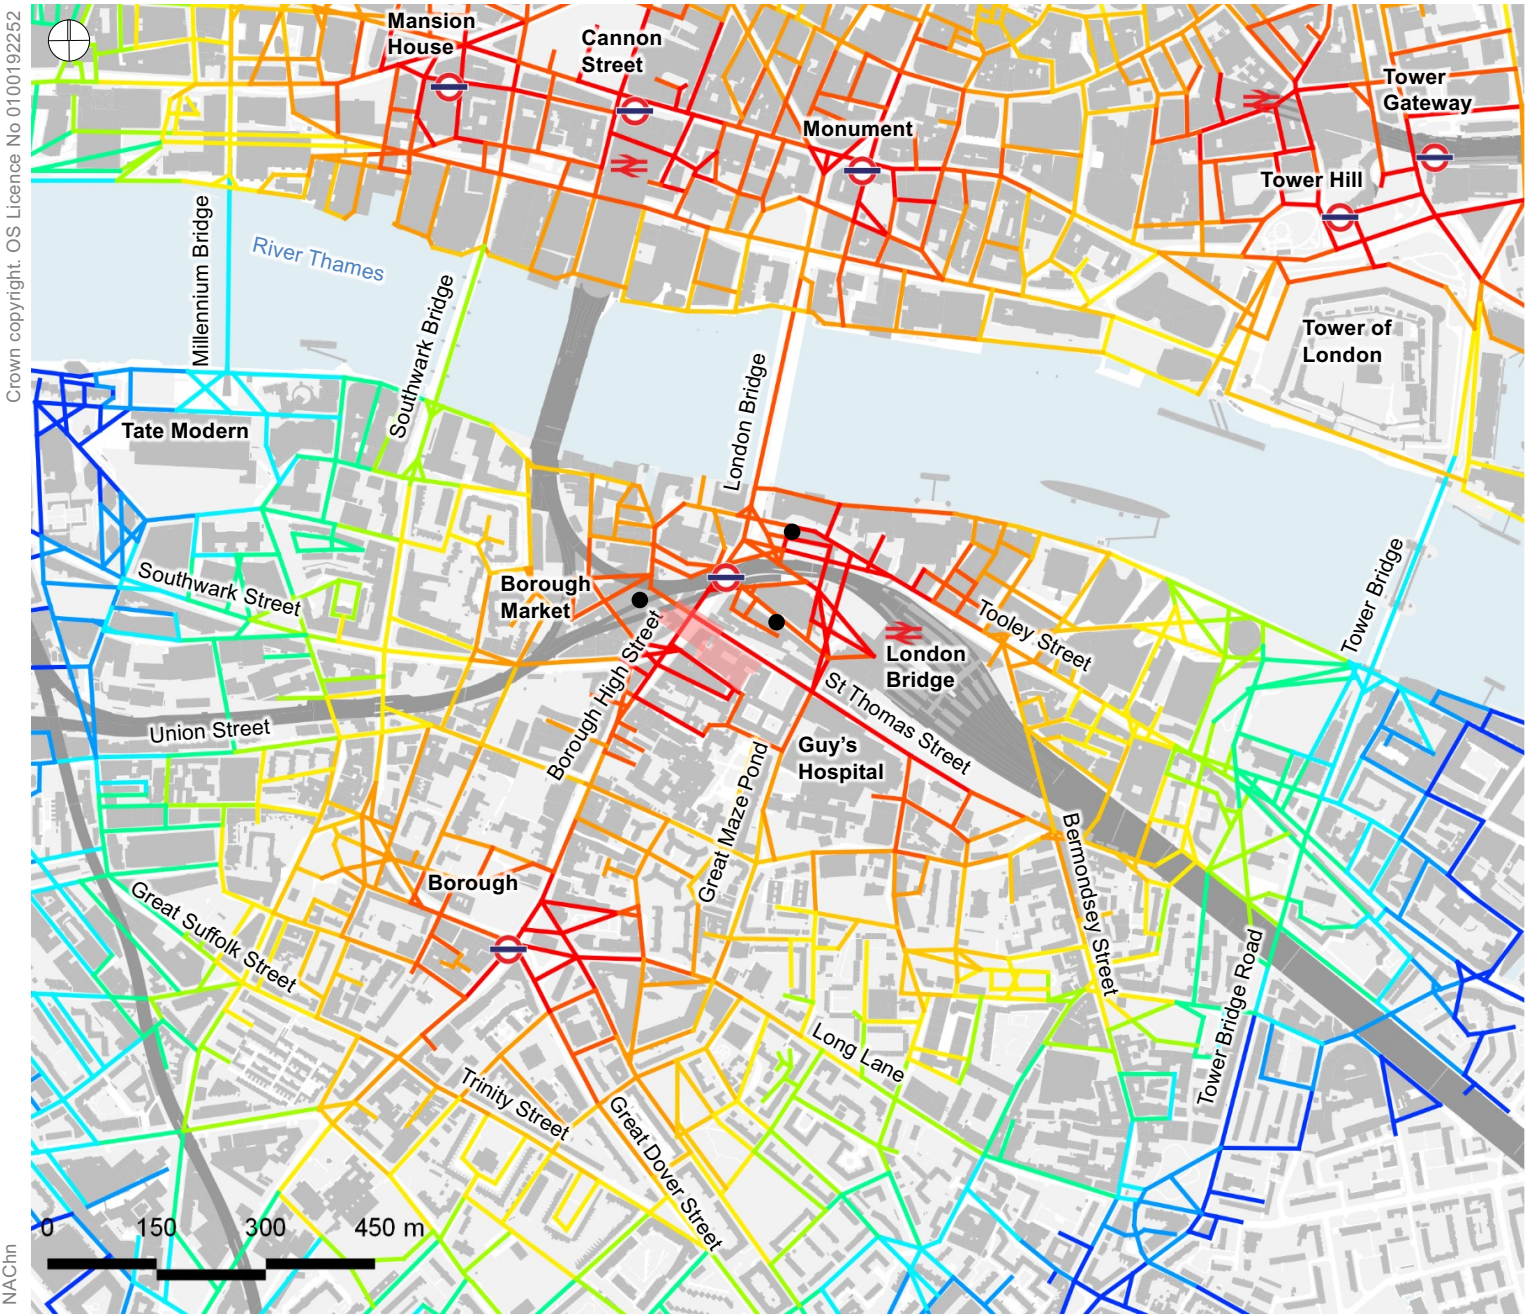 Crown copyright. OS Licence No 0100192252
NAChn
Mansion
House
Cannon
Street
Monument
Tower
Gateway
Tower Hill
Millennium Bridge
River Thames
Southwark Bridge
London Bridge
Tower of
London
Tate Modern
Southwark Street
Borough
Market
Tooley Street
Tower Bridge
London
Bridge
Borough High Street
St Thomas Street
Union Street
Guy's
Hospital
Great Maze Pond
Bermondsey Street
Borough
Great Suffolk Street
Tower Bridge Road
Long Lane
Trinity Street
Great Dover Street
0 150 300 450 m